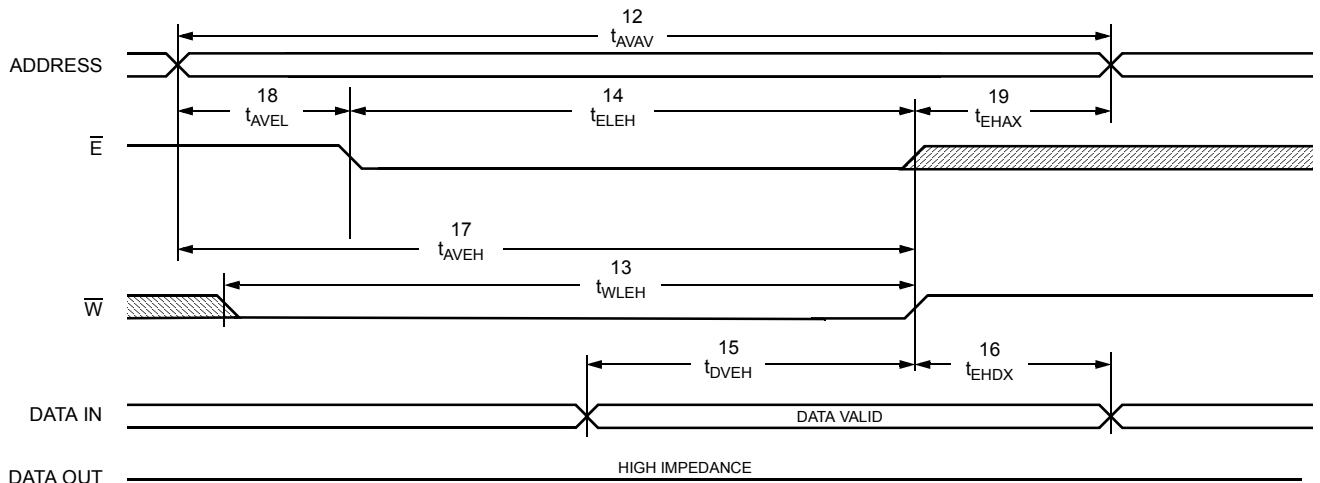 12
tAVAV
ADDRESS
18
tAVEL
14
tELEH
19
tEHAX
E
17
tAVEH
13
tWLEH
W
15
tDVEH
16
tEHDX
DATA IN
DATA VALID
DATA OUT
HIGH IMPEDANCE